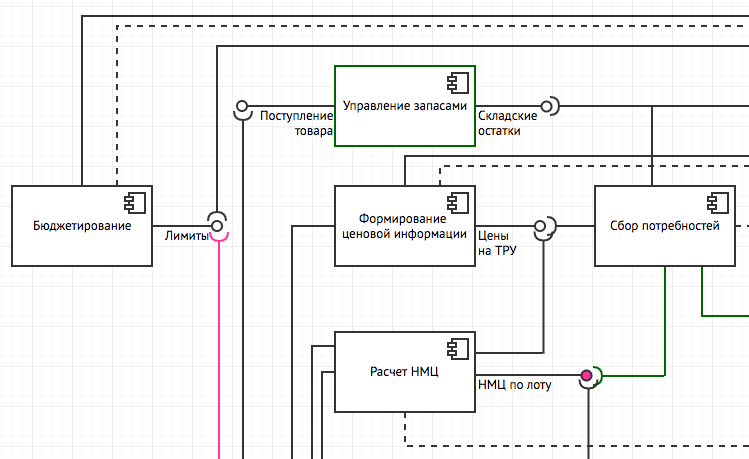 Управление запасами
Поступление
товара
Складские
остатки
Бюджетирование
Лимиты
Формирование
ценовой информации
Цены
на ТРУ
Сбор потребностей
Расчет НМЦ
НМЦ по лоту